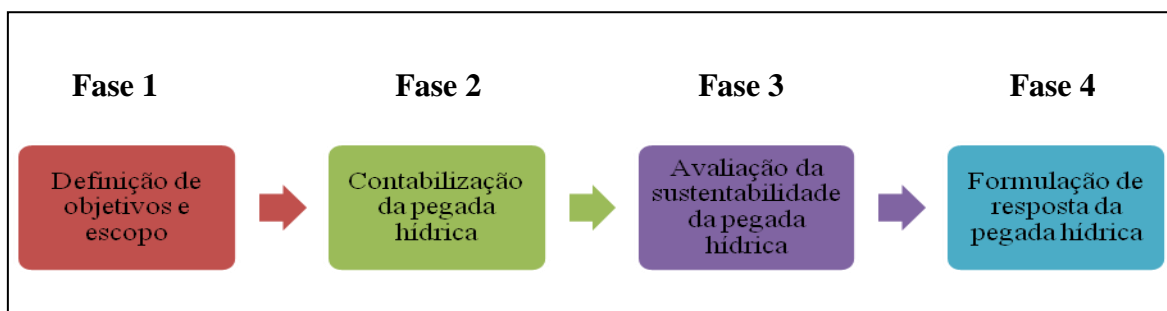 Fase 1
Fase 2
Fase 3
Fase 4
Definição de
objetivos e
escopo
Contabilização
da pegada
hídrica
Avaliação da
sustentabilidade
da pegada
hídrica
Formulação de
resposta da
pegada hídrica